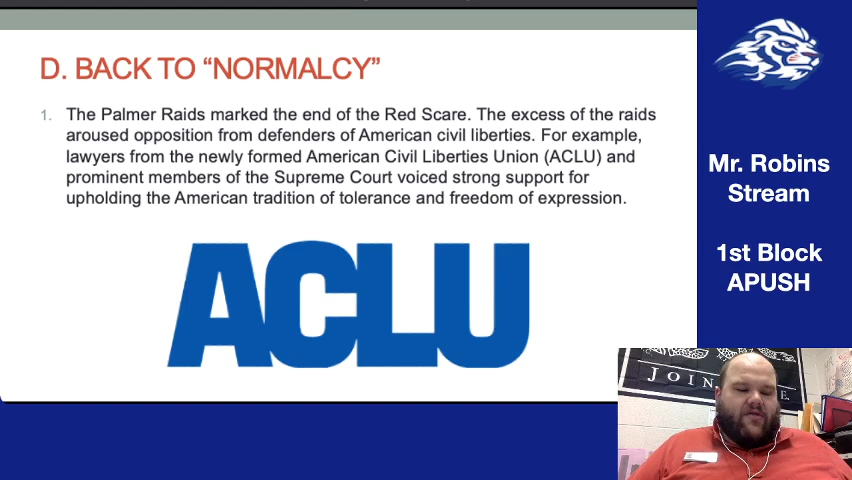 D. BACK TO “NORMALCY”
1. The Palmer Raids marked the end of the Red Scare. The excess of the raids
aroused opposition from defenders of American civil liberties. For example,
lawyers from the newly formed American Civil Liberties Union (ACLU) and
prominent members of the Supreme Court voiced strong support for
upholding the American tradition of tolerance and freedom of expression.
ACLU
Mr. Robins
Stream
1st Block
APUSH
JOIN